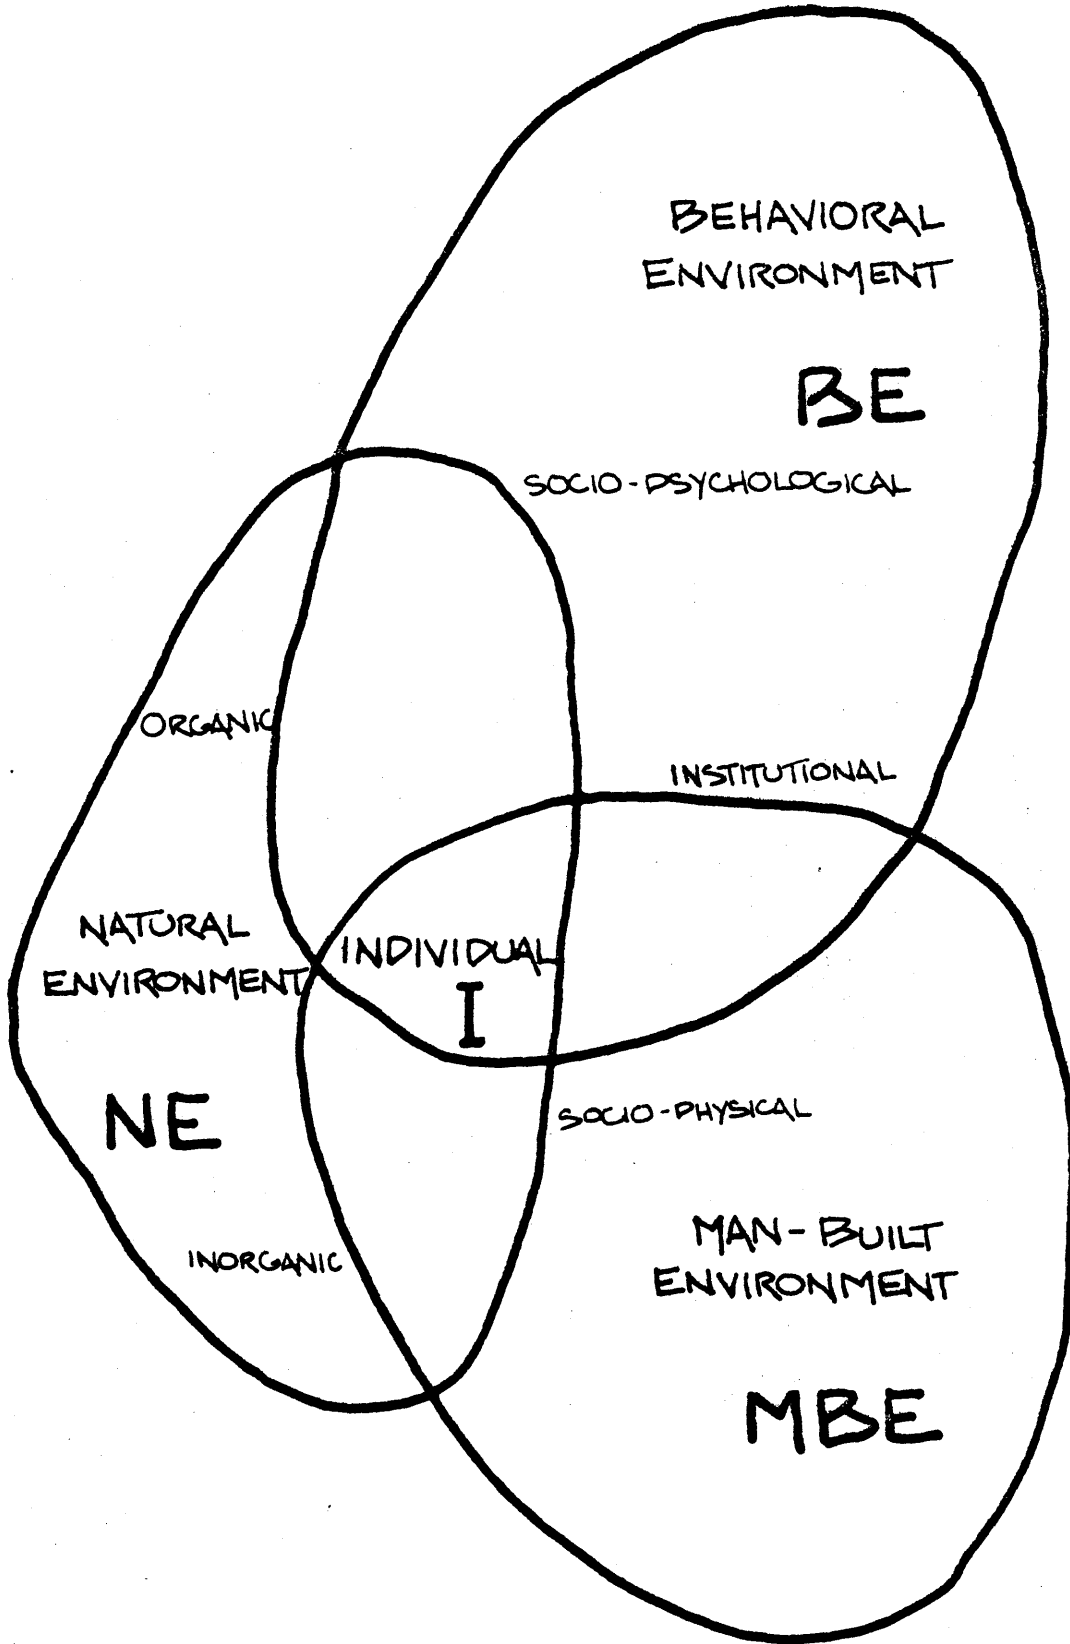 BEHAVIORAL
ENVIRONMENT
BE
SOCIO-PSYCHOLOGICAL
ORGANIC
INSTITUTIONAL
NATURAL
ENVIRONMENT
INDIVIDUAL
I
NE
SOCIO-PHYSICAL
INORGANIC
MAN-BUILT
ENVIRONMENT
MBE